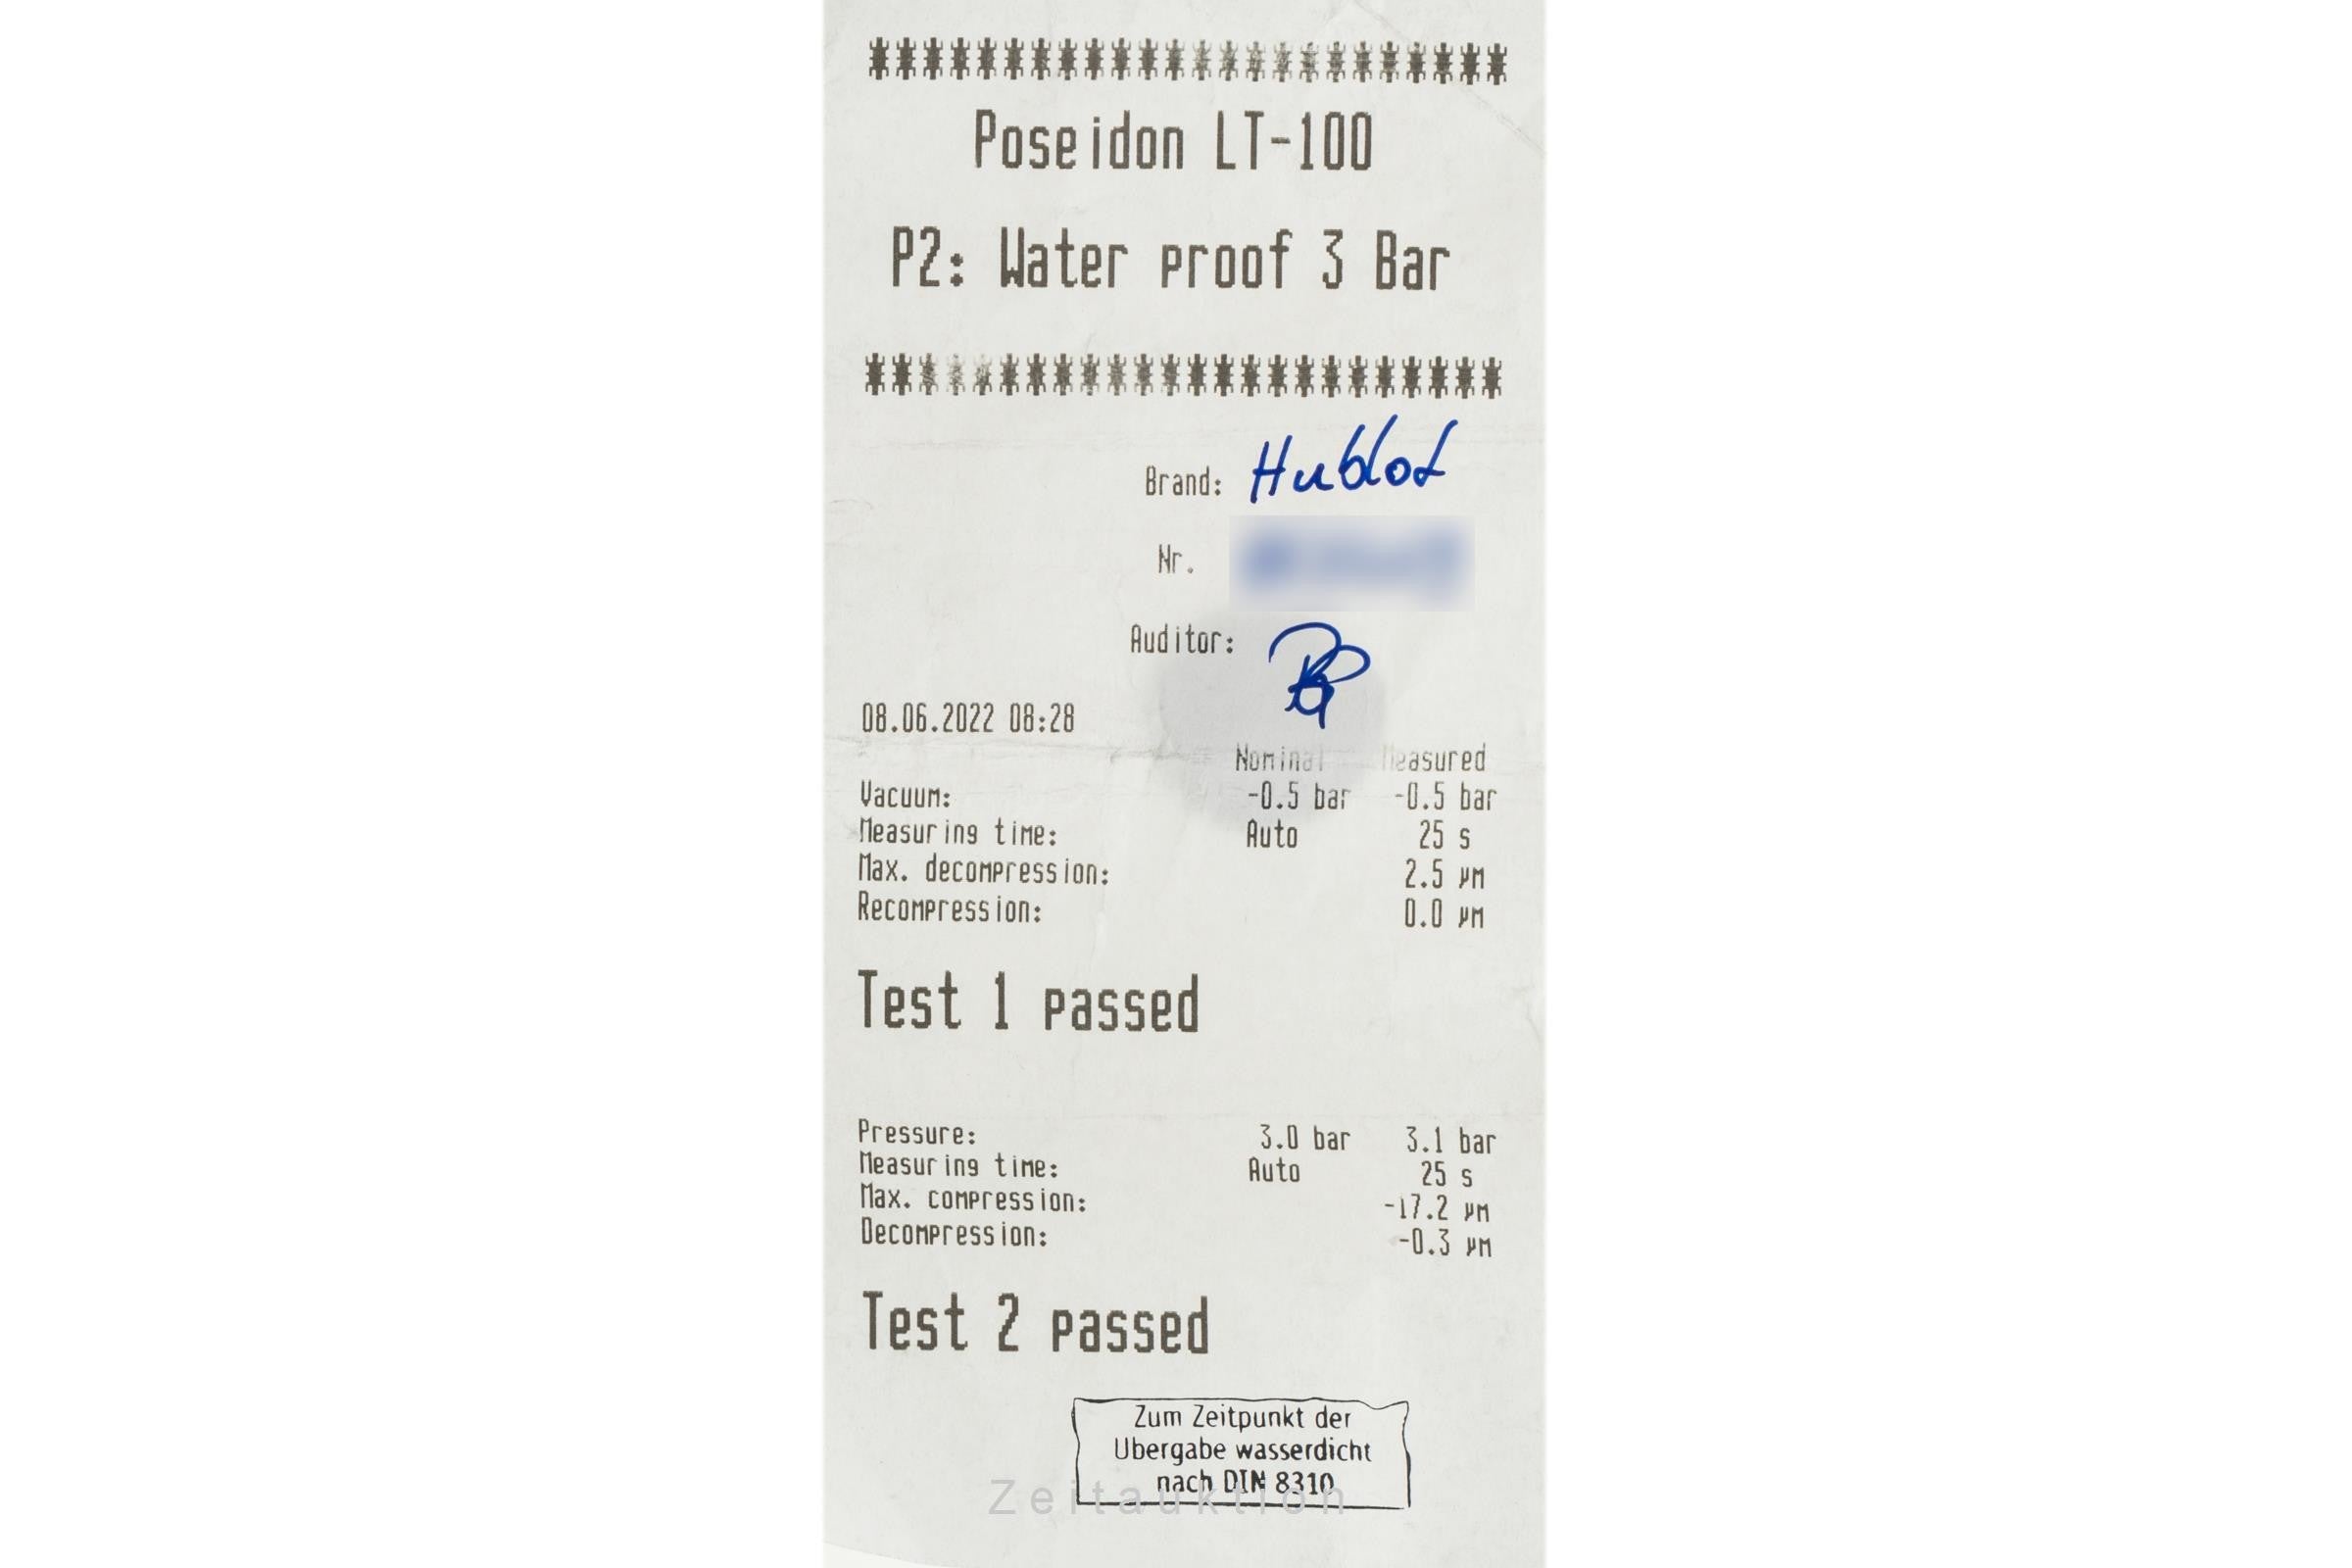 ************************
Poseidon LT-100
P2: Water proof 3 Bar
************************
Brand: Hublot
Nr.
Auditor:
08.06.2022 08:28
Nominal Measured
Vacuum: -0.5 bar -0.5 bar
Measuring time: Auto 25 s
Max. decompression: 2.5 µm
Recompression: 0.0 µm
Test 1 passed
Pressure: 3.0 bar 3.1 bar
Measuring time: Auto 25 s
Max. compression: -17.2 µm
Decompression: -0.3 µm
Test 2 passed
Zum Zeitpunkt der
Ubergabe wasserdicht
nach DIN 8310
Zeitauktion